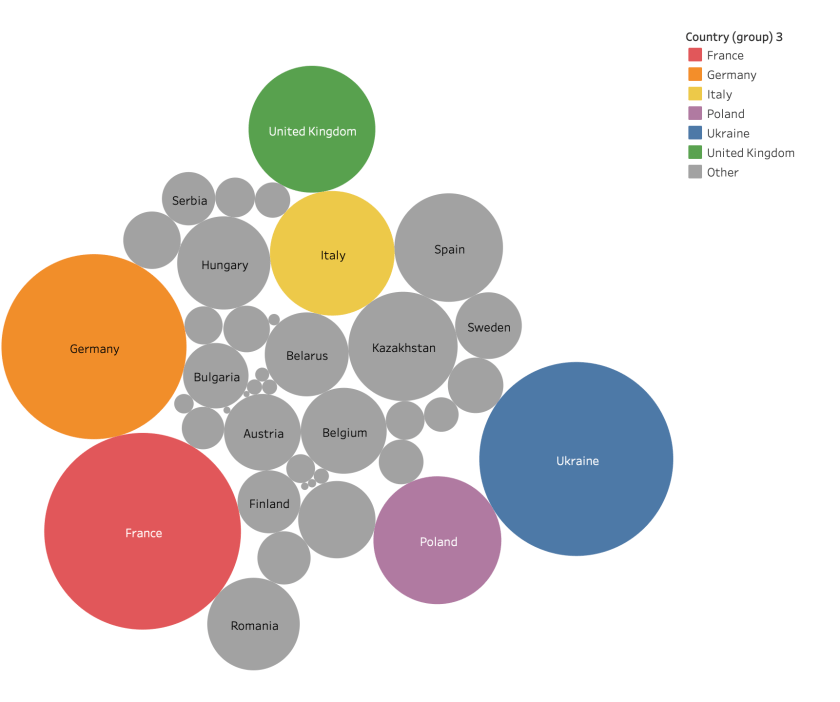 Country (group) 3
France
Germany
Italy
Poland
Ukraine
United Kingdom
Other
United Kingdom
Serbia
Hungary
Italy
Spain
Germany
Belarus
Kazakhstan
Sweden
Bulgaria
Austria
Belgium
Ukraine
Finland
France
Poland
Romania